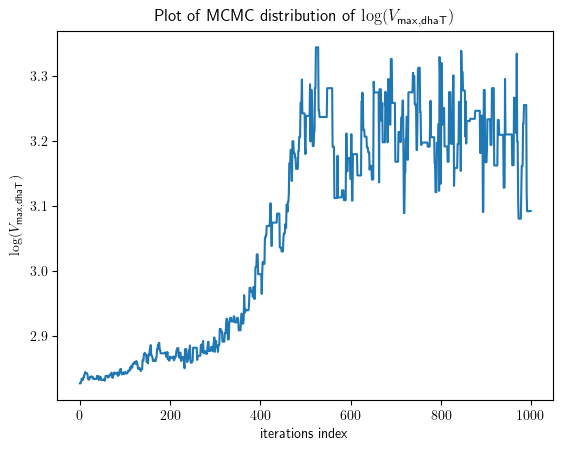 Plot of MCMC distribution of log(V_max,dhaT)
log(V_max,dhaT)
3.3
3.2
3.1
3.0
2.9
0 200 400 600 800 1000
iterations index